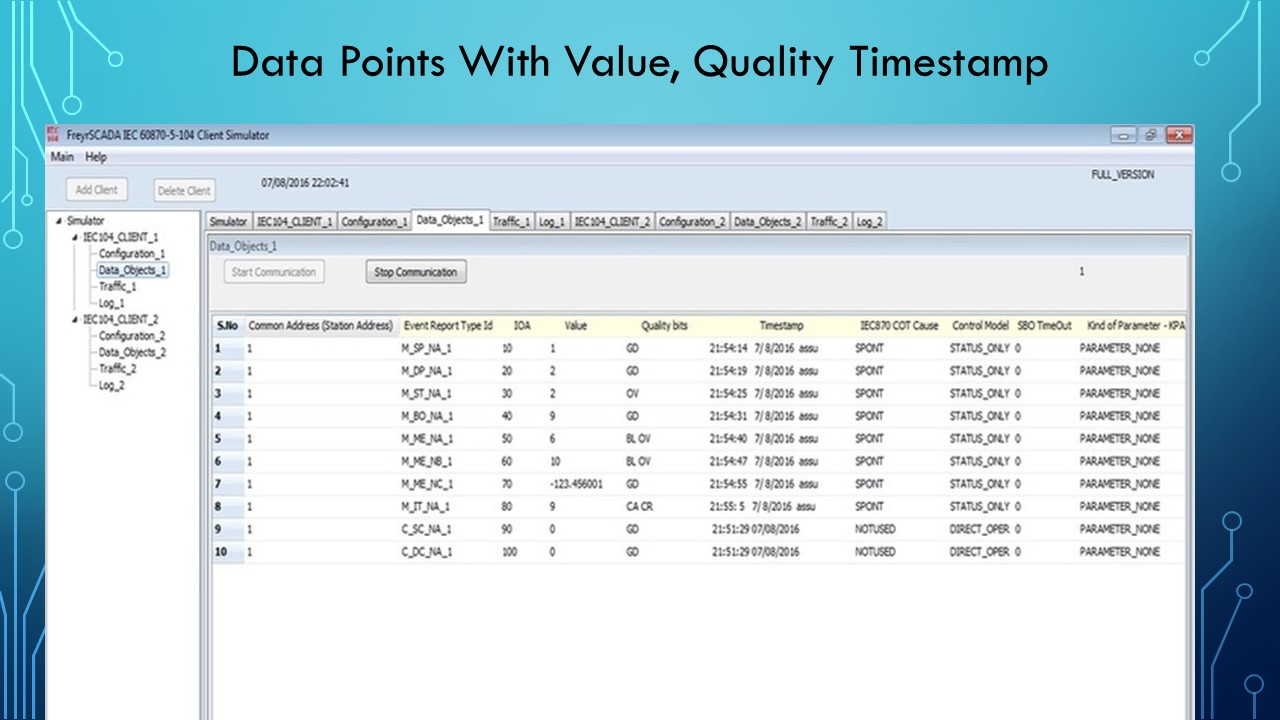 Data Points With Value, Quality Timestamp
FreyrSCADA IEC 60870-5-104 Client Simulator
Main Help
Add Client Delete Client 07/08/2016 22:02:41 FULL_VERSION
Simulator
IEC104_CLIENT_1
Configuration_1
Data_Objects_1
Traffic_1
Log_1
IEC104_CLIENT_2
Configuration_2
Data_Objects_2
Traffic_2
Log_2
Simulator IEC104_CLIENT_1 Configuration_1 Data_Objects_1 Traffic_1 Log_1 IEC104_CLIENT_2 Configuration_2 Data_Objects_2 Traffic_2 Log_2
Data_Objects_1
Start Communication Stop Communication 1
S.No Common Address (Station Address) Event Report Type Id IOA Value Quality bits Timestamp IEC870 COT Cause Control Model SBO TimeOut Kind of Parameter - KPA
1 1 M_SP_NA_1 10 1 GD 21:54:14 7/ 8/2016 assu SPONT STATUS_ONLY 0 PARAMETER_NONE
2 1 M_DP_NA_1 20 2 GD 21:54:19 7/ 8/2016 assu SPONT STATUS_ONLY 0 PARAMETER_NONE
3 1 M_ST_NA_1 30 2 OV 21:54:25 7/ 8/2016 assu SPONT STATUS_ONLY 0 PARAMETER_NONE
4 1 M_BO_NA_1 40 9 GD 21:54:31 7/ 8/2016 assu SPONT STATUS_ONLY 0 PARAMETER_NONE
5 1 M_ME_NA_1 50 6 BL OV 21:54:40 7/ 8/2016 assu SPONT STATUS_ONLY 0 PARAMETER_NONE
6 1 M_ME_NB_1 60 10 BL OV 21:54:47 7/ 8/2016 assu SPONT STATUS_ONLY 0 PARAMETER_NONE
7 1 M_ME_NC_1 70 -123.456001 GD 21:54:55 7/ 8/2016 assu SPONT STATUS_ONLY 0 PARAMETER_NONE
8 1 M_IT_NA_1 80 9 CA CR 21:55: 5 7/ 8/2016 assu SPONT STATUS_ONLY 0 PARAMETER_NONE
9 1 C_SC_NA_1 90 0 GD 21:51:29 07/08/2016 NOTUSED DIRECT_OPER 0 PARAMETER_NONE
10 1 C_DC_NA_1 100 0 GD 21:51:29 07/08/2016 NOTUSED DIRECT_OPER 0 PARAMETER_NONE